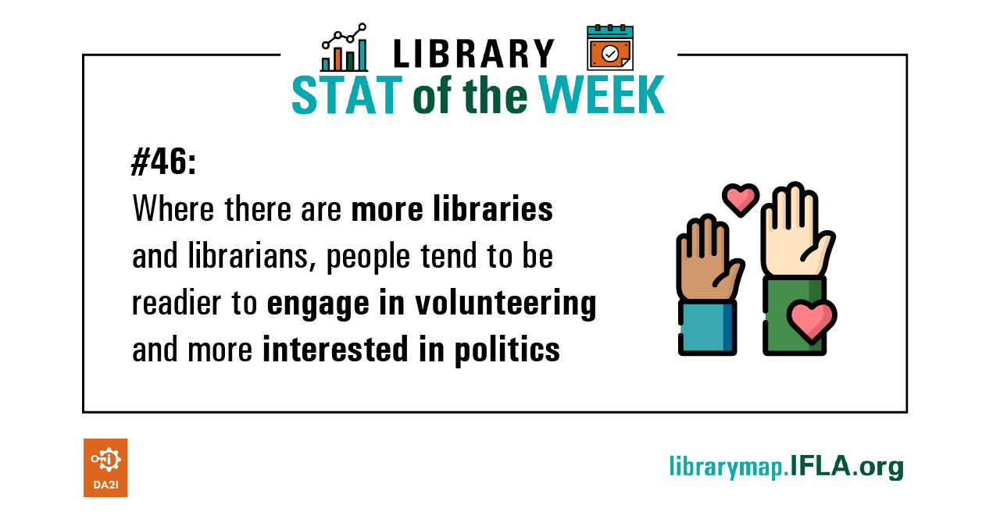 LIBRARY
STAT of the WEEK
#46:
Where there are more libraries
and librarians, people tend to be
readier to engage in volunteering
and more interested in politics
i
DA2I
librarymap.IFLA.org